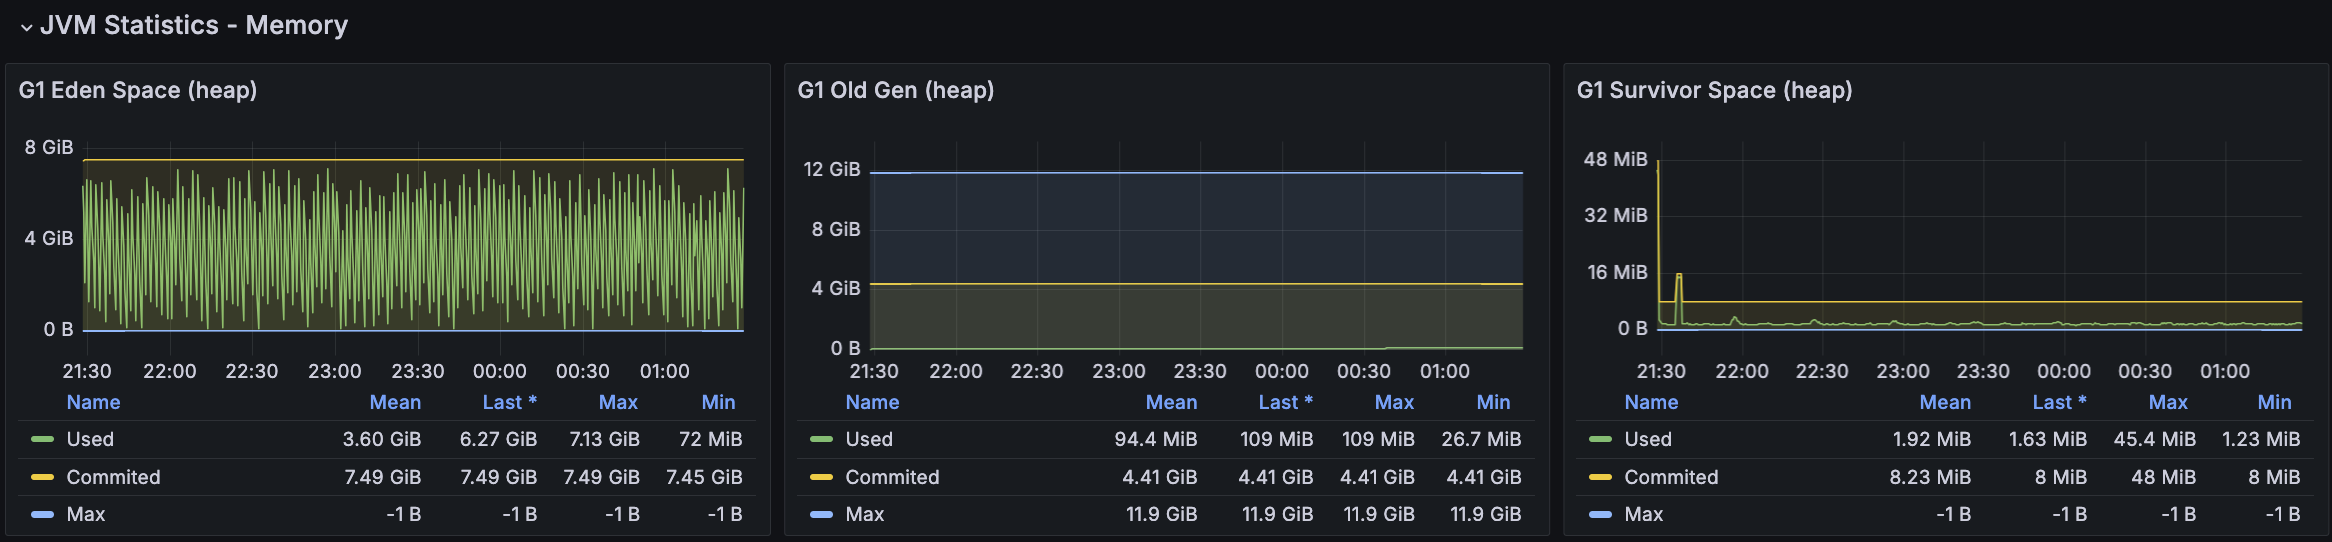 JVM Statistics - Memory
G1 Eden Space (heap)
8 GiB
4 GiB
0 B
21:30 22:00 22:30 23:00 23:30 00:00 00:30 01:00
Name Mean Last * Max Min
Used 3.60 GiB 6.27 GiB 7.13 GiB 72 MiB
Commited 7.49 GiB 7.49 GiB 7.49 GiB 7.45 GiB
Max -1 B -1 B -1 B -1 B
G1 Old Gen (heap)
12 GiB
8 GiB
4 GiB
0 B
21:30 22:00 22:30 23:00 23:30 00:00 00:30 01:00
Name Mean Last * Max Min
Used 94.4 MiB 109 MiB 109 MiB 26.7 MiB
Commited 4.41 GiB 4.41 GiB 4.41 GiB 4.41 GiB
Max 11.9 GiB 11.9 GiB 11.9 GiB 11.9 GiB
G1 Survivor Space (heap)
48 MiB
32 MiB
16 MiB
0 B
21:30 22:00 22:30 23:00 23:30 00:00 00:30 01:00
Name Mean Last * Max Min
Used 1.92 MiB 1.63 MiB 45.4 MiB 1.23 MiB
Commited 8.23 MiB 8 MiB 48 MiB 8 MiB
Max -1 B -1 B -1 B -1 B